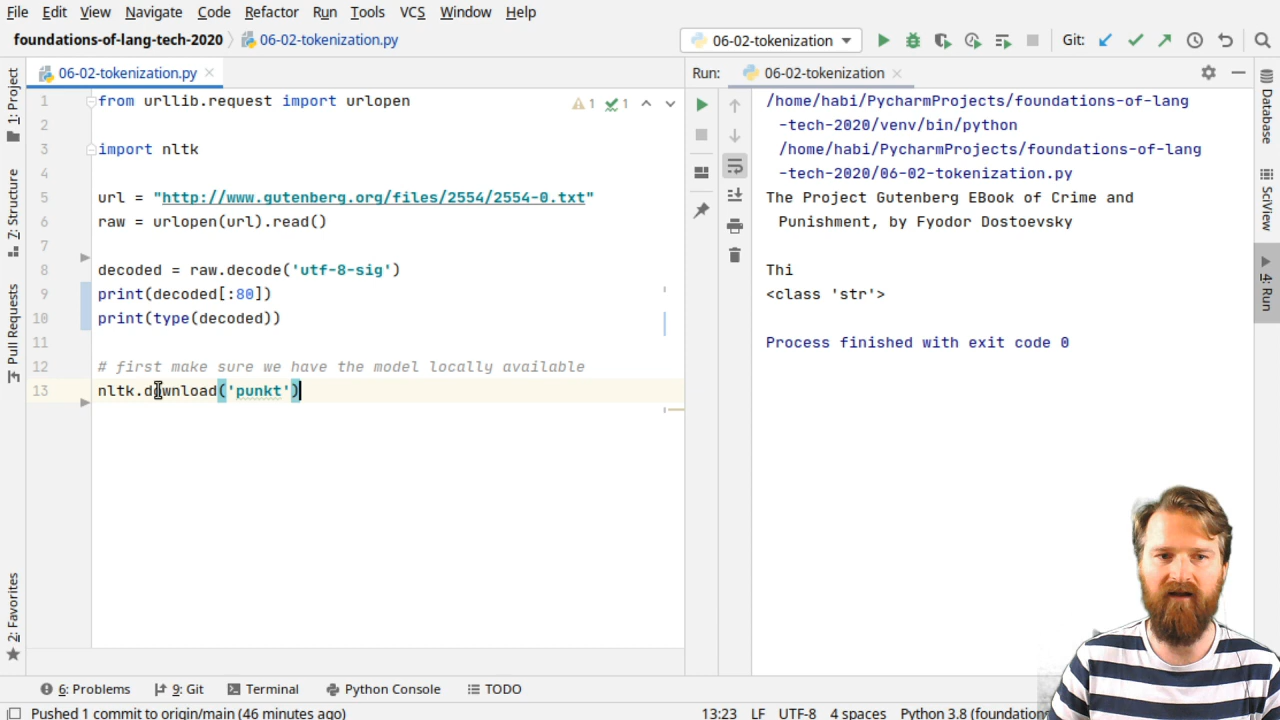 File Edit View Navigate Code Refactor Run Tools VCS Window Help
foundations-of-lang-tech-2020 06-02-tokenization.py 06-02-tokenization Git:
06-02-tokenization.py
Run: 06-02-tokenization
1: Project
7: Structure
Pull Requests
2: Favorites
1 from urllib.request import urlopen
2
3 import nltk
4
5 url = "http://www.gutenberg.org/files/2554/2554-0.txt"
6 raw = urlopen(url).read()
7
8 decoded = raw.decode('utf-8-sig')
9 print(decoded[:80])
10 print(type(decoded))
11
12 # first make sure we have the model locally available
13 nltk.download('punkt')
1 1
/home/habi/PycharmProjects/foundations-of-lang
-tech-2020/venv/bin/python
/home/habi/PycharmProjects/foundations-of-lang
-tech-2020/06-02-tokenization.py
The Project Gutenberg EBook of Crime and
Punishment, by Fyodor Dostoevsky
Thi
<class 'str'>
Process finished with exit code 0
Database
SciView
4: Run
6: Problems 9: Git Terminal Python Console TODO
Pushed 1 commit to origin/main (46 minutes ago) 13:23 LF UTF-8 4 spaces Python 3.8 (foundation